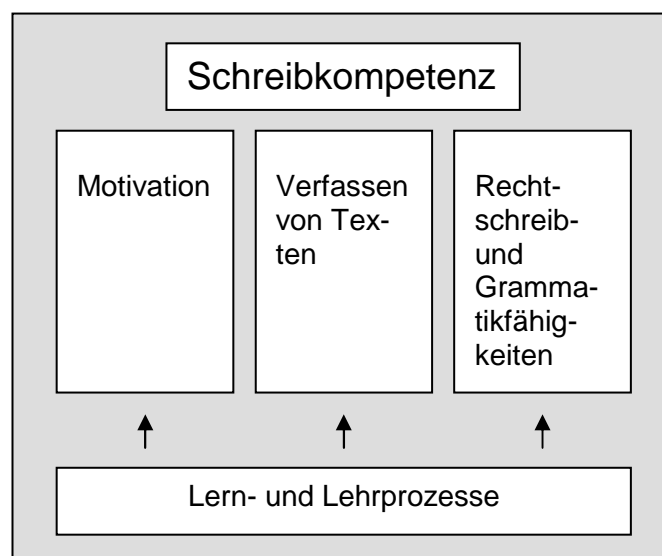 Schreibkompetenz
Motivation
Verfassen
von Tex-
ten
Recht-
schreib-
und
Gramma-
tikfähig-
keiten
Lern- und Lehrprozesse